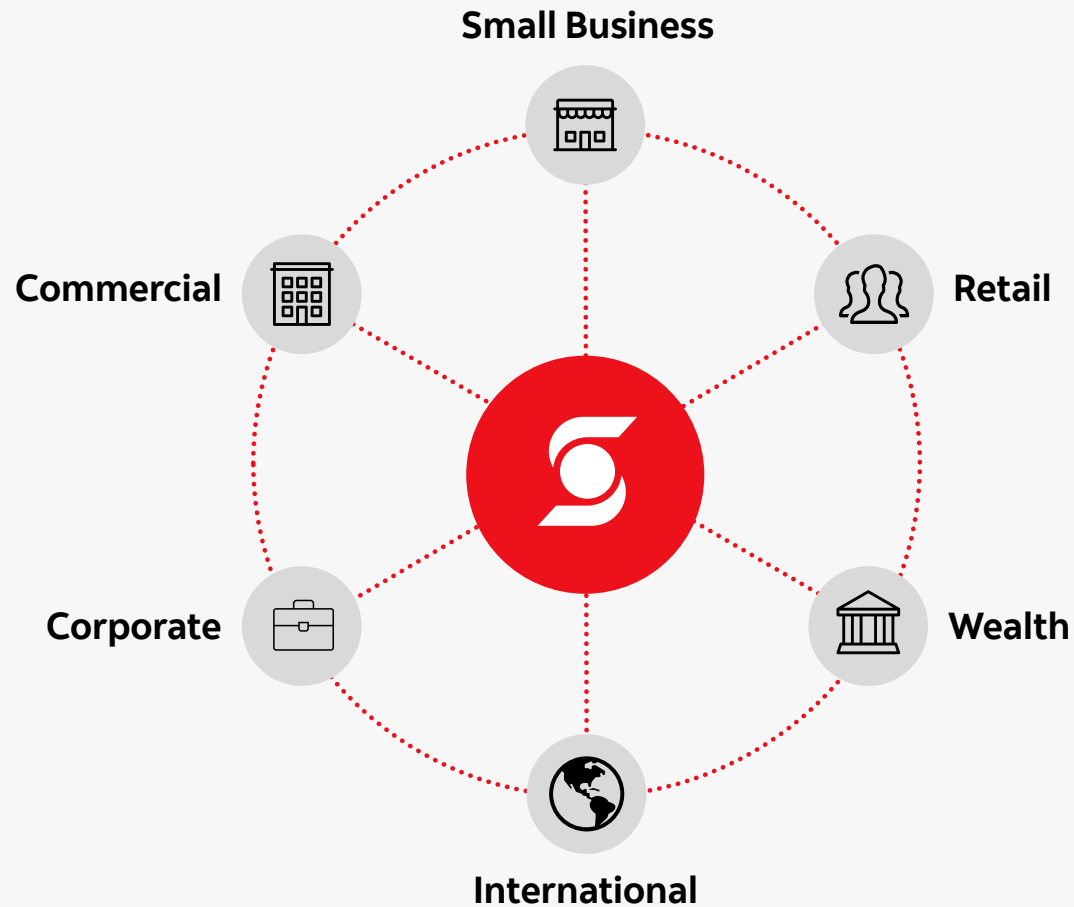 Small Business
Commercial
Retail
Corporate
Wealth
International